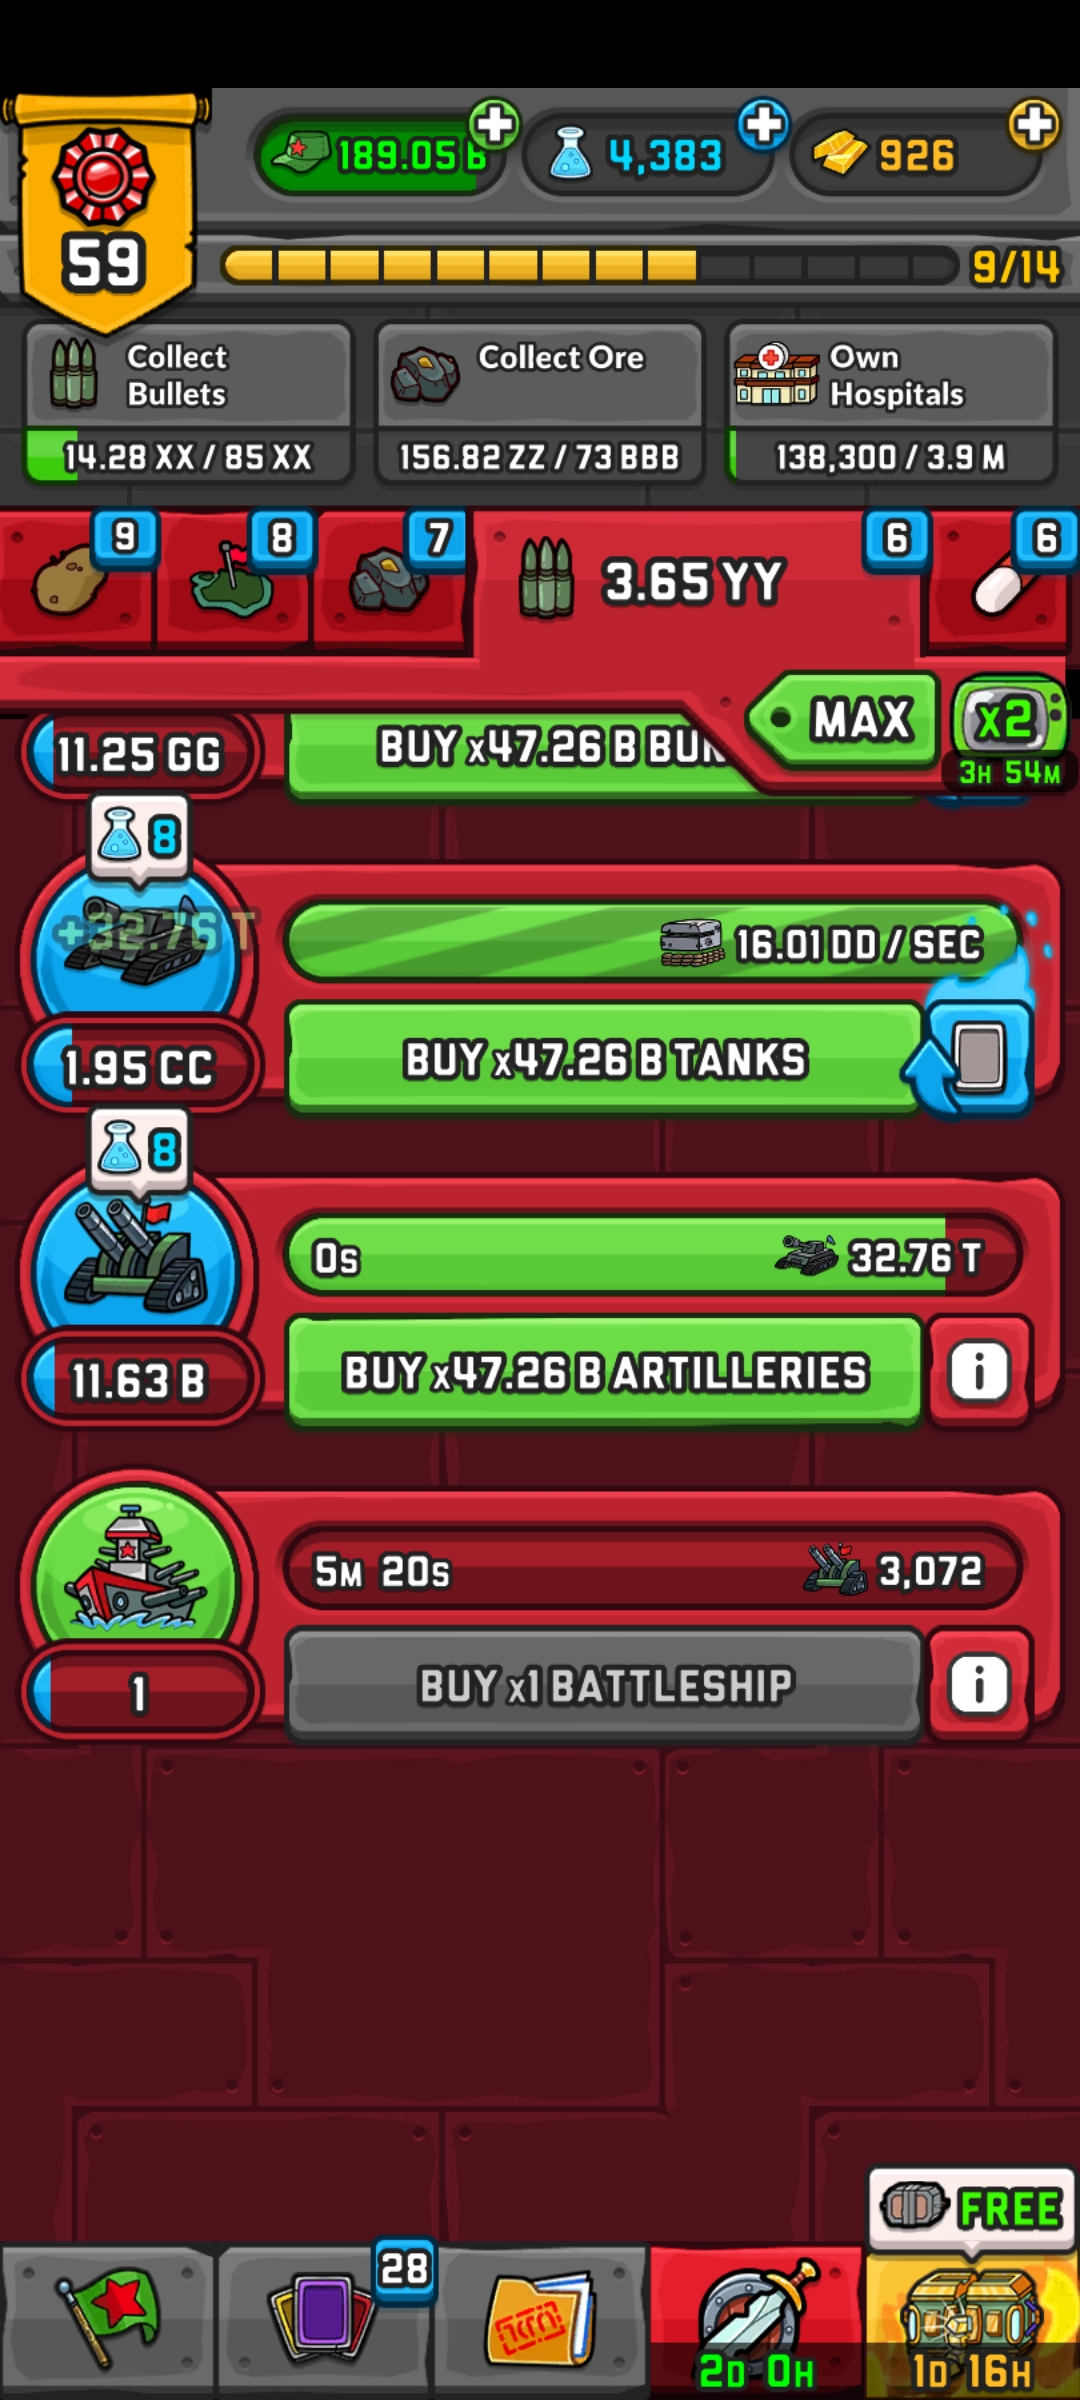 189.05 B
4,383
926
59
9/14
Collect
Bullets
14.28 XX / 85 XX
Collect Ore
156.82 ZZ / 73 BBB
Own
Hospitals
138,300 / 3.9 M
9
8
7
3.65 YY
6
6
MAX
x2
3H 54M
11.25 GG
BUY x47.26 B
8
+32.76 T
16.01 DD / SEC
1.95 CC
BUY x47.26 B TANKS
8
0S
32.76 T
11.63 B
BUY x47.26 B ARTILLERIES
i
5M 20S
3,072
1
BUY x1 BATTLESHIP
i
FREE
28
2D 0H
1D 16H